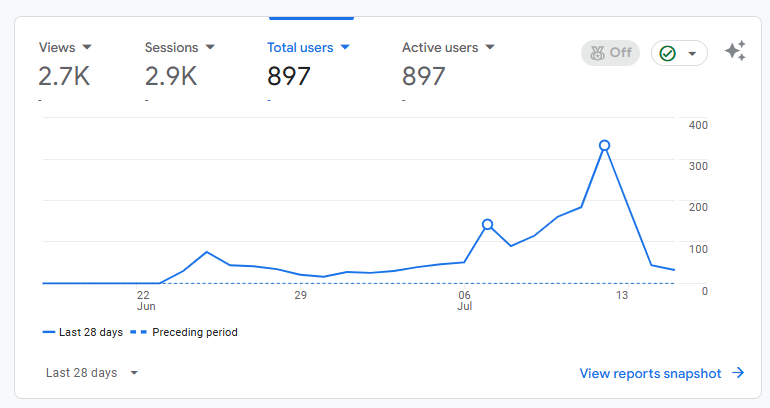 Views Sessions Total users Active users Off
2.7K 2.9K 897 897
- - - -
400
300
200
100
0
22 29 06 13
Jun Jul
Last 28 days Preceding period
Last 28 days View reports snapshot